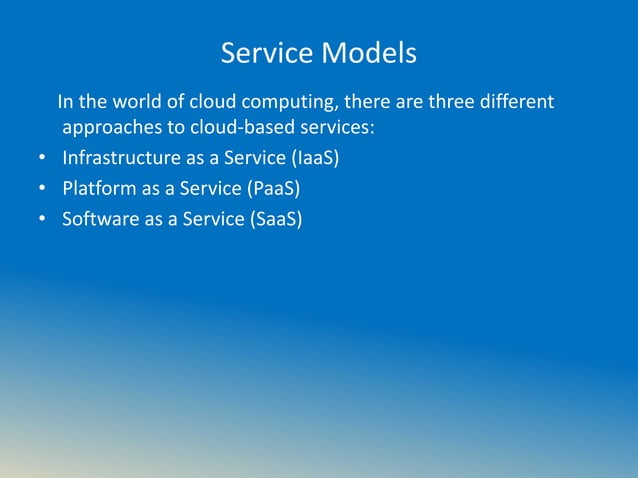 Service Models
In the world of cloud computing, there are three different
approaches to cloud-based services:
• Infrastructure as a Service (IaaS)
• Platform as a Service (PaaS)
• Software as a Service (SaaS)